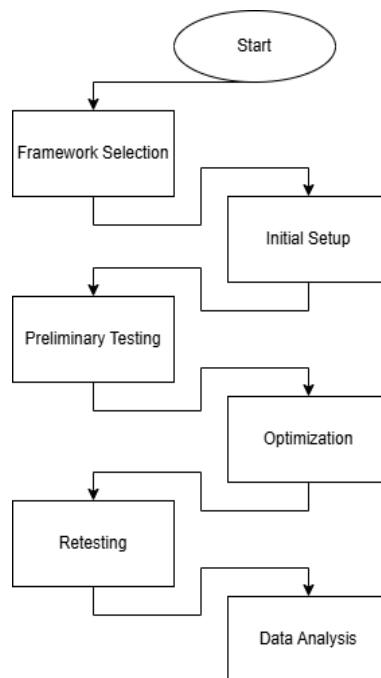 Start
Framework Selection
Initial Setup
Preliminary Testing
Optimization
Retesting
Data Analysis